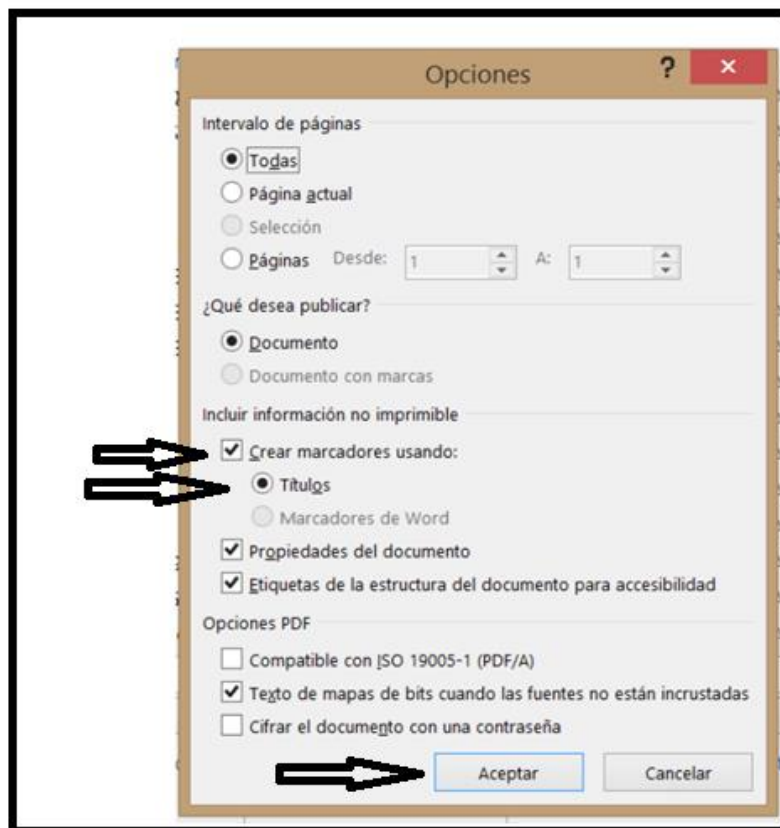 Opciones
?
Intervalo de páginas
Todas
Página actual
Selección
Páginas Desde: 1 A: 1
¿Qué desea publicar?
Documento
Documento con marcas
Incluir información no imprimible
Crear marcadores usando:
Títulos
Marcadores de Word
Propiedades del documento
Etiquetas de la estructura del documento para accesibilidad
Opciones PDF
Compatible con ISO 19005-1 (PDF/A)
Texto de mapas de bits cuando las fuentes no están incrustadas
Cifrar el documento con una contraseña
Aceptar Cancelar